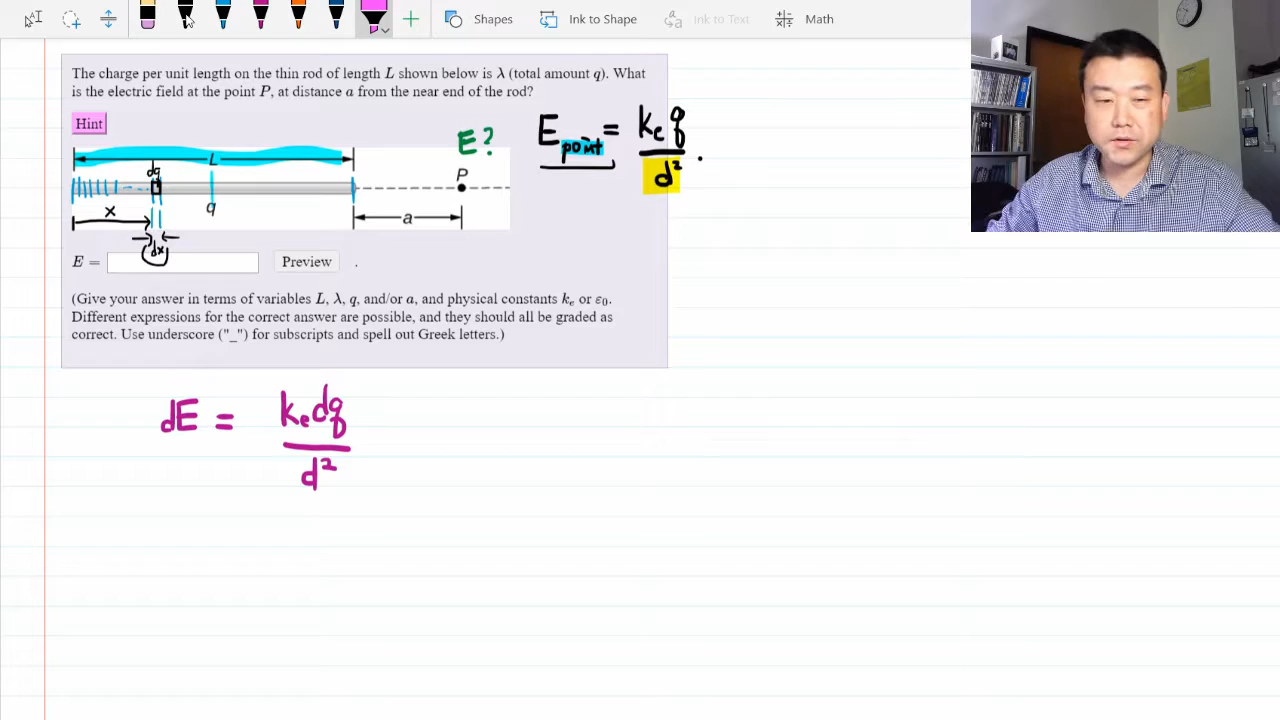 Shapes Ink to Shape Ink to Text Math
The charge per unit length on the thin rod of length L shown below is λ (total amount q). What
is the electric field at the point P, at distance a from the near end of the rod?
Hint
E point = k_e q / d² .
E?
L
dq
P
q
x
a
dx
E = Preview .
(Give your answer in terms of variables L, λ, q, and/or a, and physical constants k_e or ε_0.
Different expressions for the correct answer are possible, and they should all be graded as
correct. Use underscore ("_") for subscripts and spell out Greek letters.)
dE = k_e dq / d²